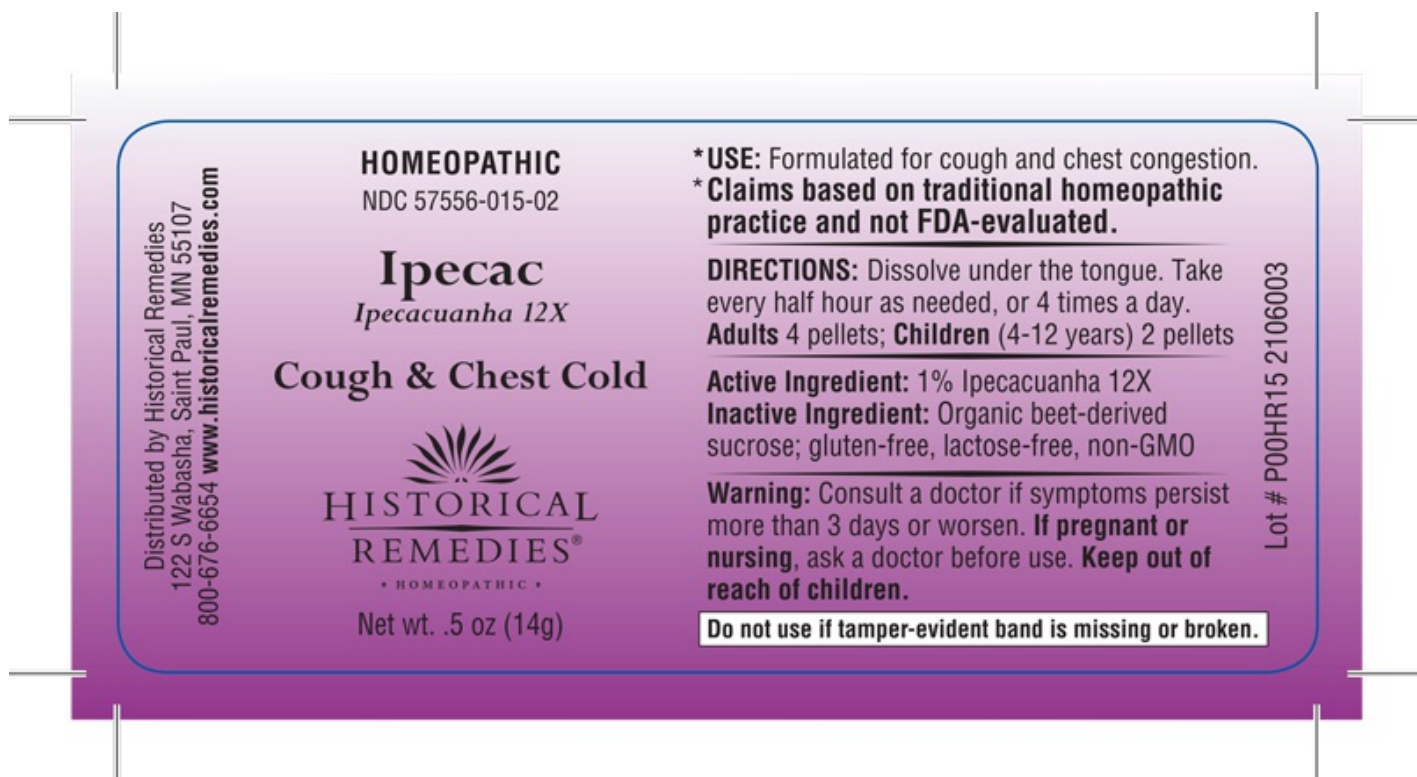 Distributed by Historical Remedies
122 S Wabasha, Saint Paul, MN 55107
800-676-6654 www.historicalremedies.com
HOMEOPATHIC
NDC 57556-015-02
Ipecac
Ipecacuanha 12X
Cough & Chest Cold
HISTORICAL
REMEDIES®
• HOMEOPATHIC •
Net wt. .5 oz (14g)
*USE: Formulated for cough and chest congestion.
*Claims based on traditional homeopathic
practice and not FDA-evaluated.
DIRECTIONS: Dissolve under the tongue. Take
every half hour as needed, or 4 times a day.
Adults 4 pellets; Children (4-12 years) 2 pellets
Active Ingredient: 1% Ipecacuanha 12X
Inactive Ingredient: Organic beet-derived
sucrose; gluten-free, lactose-free, non-GMO
Warning: Consult a doctor if symptoms persist
more than 3 days or worsen. If pregnant or
nursing, ask a doctor before use. Keep out of
reach of children.
Do not use if tamper-evident band is missing or broken.
Lot # P00HR15 2106003